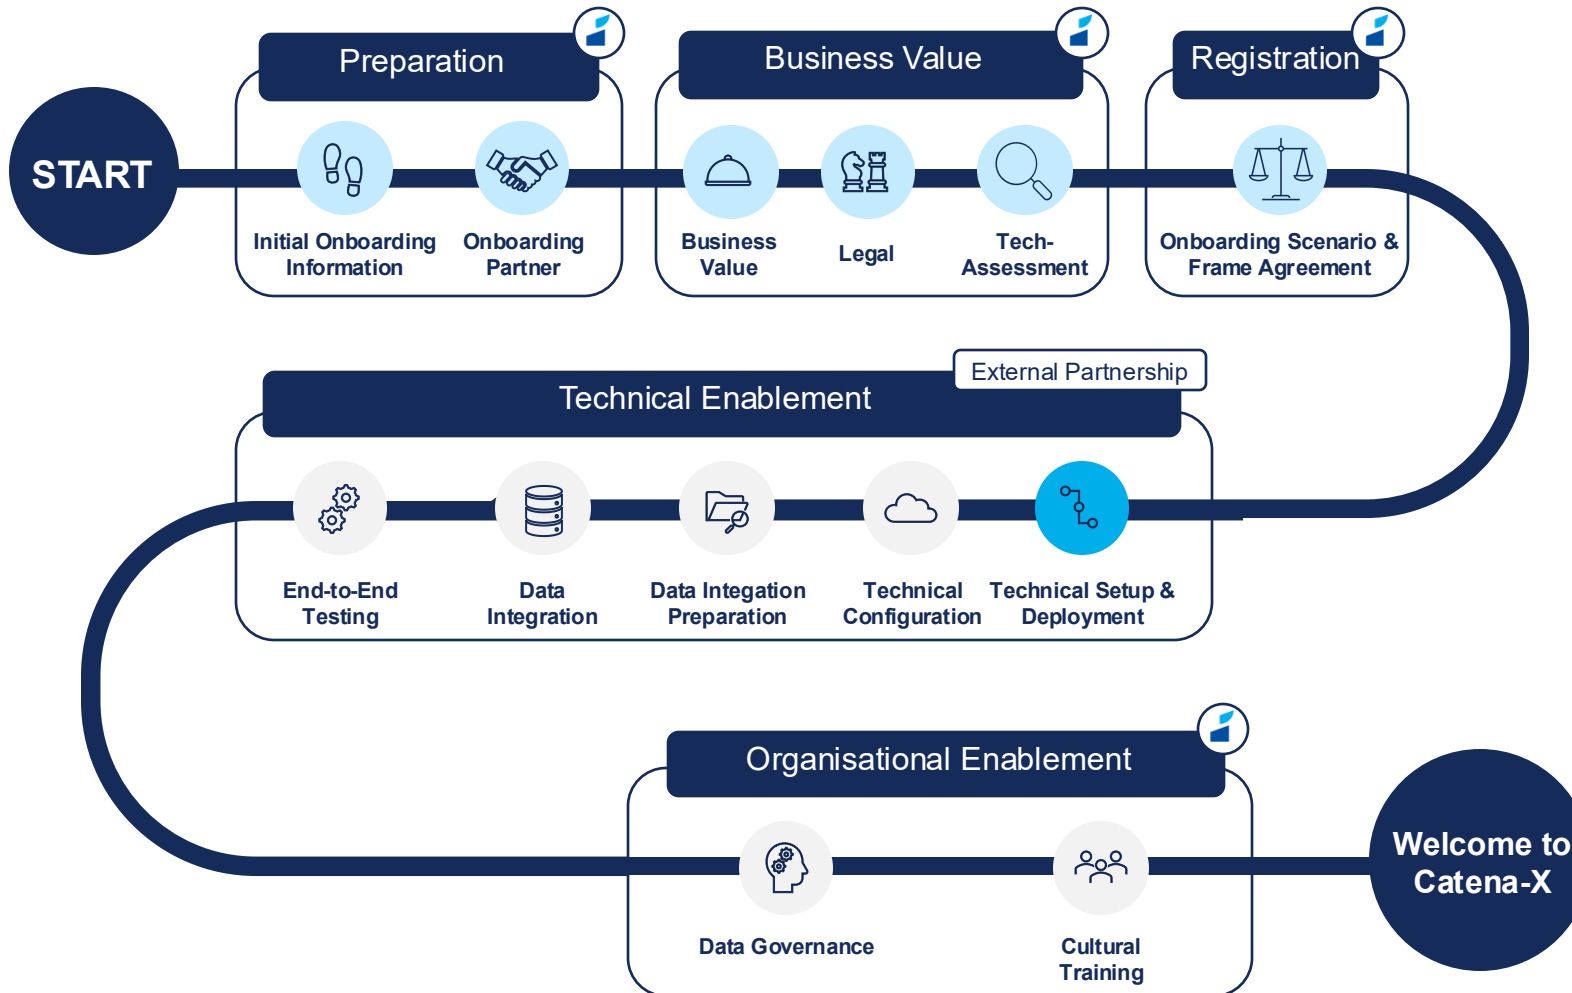 Preparation
Business Value
Registration
START
Initial Onboarding
Information
Onboarding
Partner
Business
Value
Legal
Tech-
Assessment
Onboarding Scenario &
Frame Agreement
External Partnership
Technical Enablement
End-to-End
Testing
Data
Integration
Data Integation
Preparation
Technical
Configuration
Technical Setup &
Deployment
Organisational Enablement
Data Governance
Cultural
Training
Welcome to
Catena-X